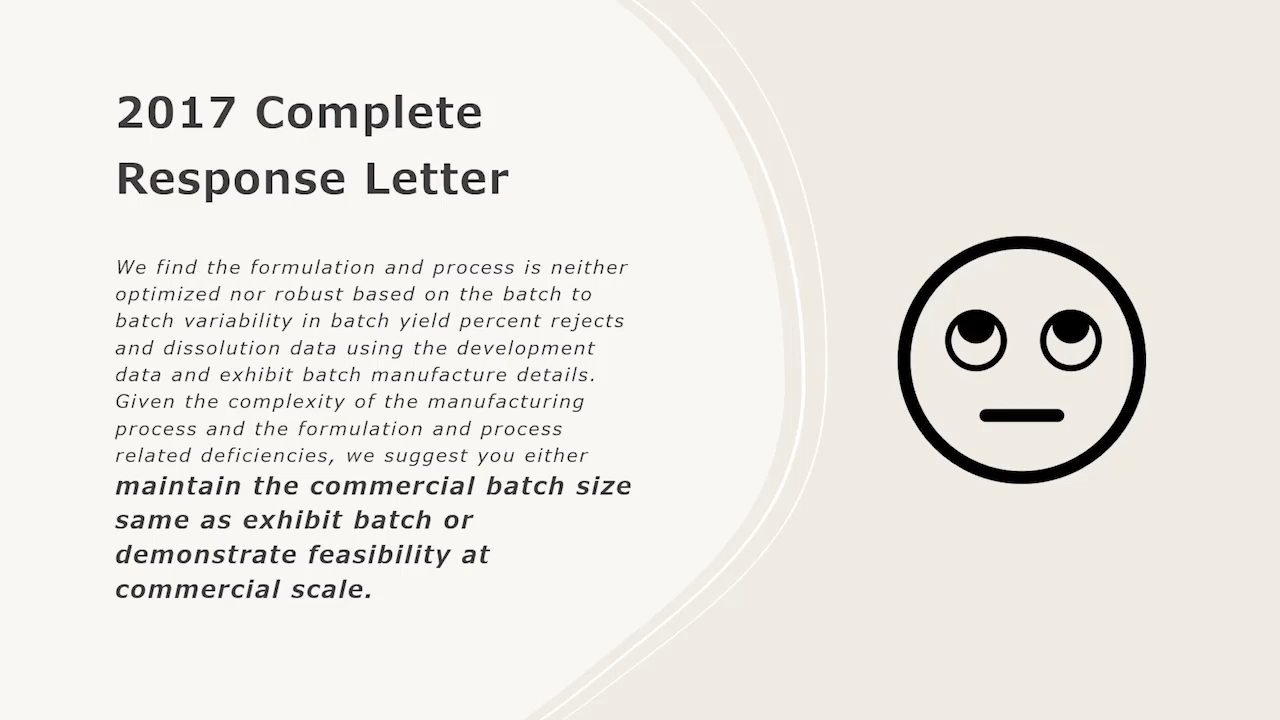 2017 Complete
Response Letter
We find the formulation and process is neither
optimized nor robust based on the batch to
batch variability in batch yield percent rejects
and dissolution data using the development
data and exhibit batch manufacture details.
Given the complexity of the manufacturing
process and the formulation and process
related deficiencies, we suggest you either
maintain the commercial batch size
same as exhibit batch or
demonstrate feasibility at
commercial scale.